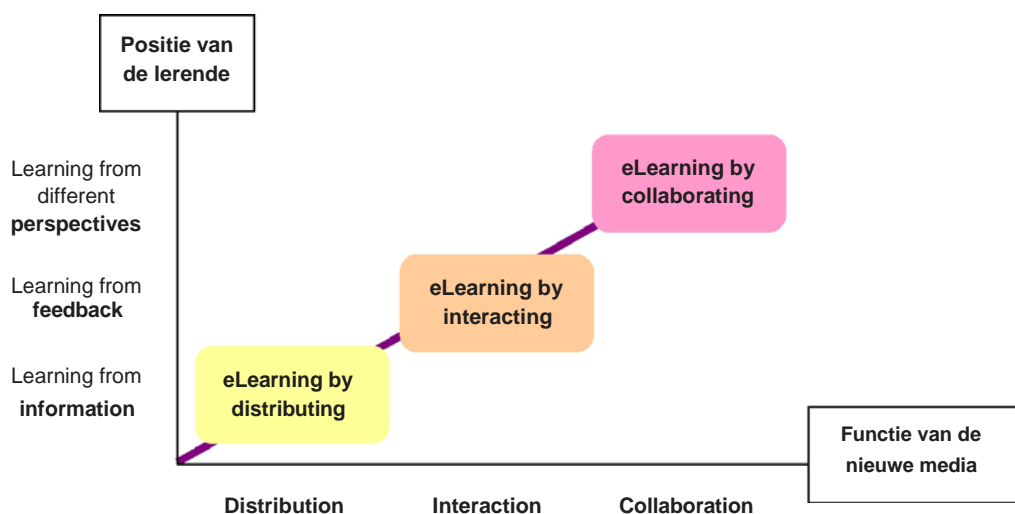 Positie van
de lerende
Learning from
different
perspectives
eLearning by
collaborating
Learning from
feedback
eLearning by
interacting
Learning from
information
eLearning by
distributing
Functie van de
nieuwe media
Distribution
Interaction
Collaboration